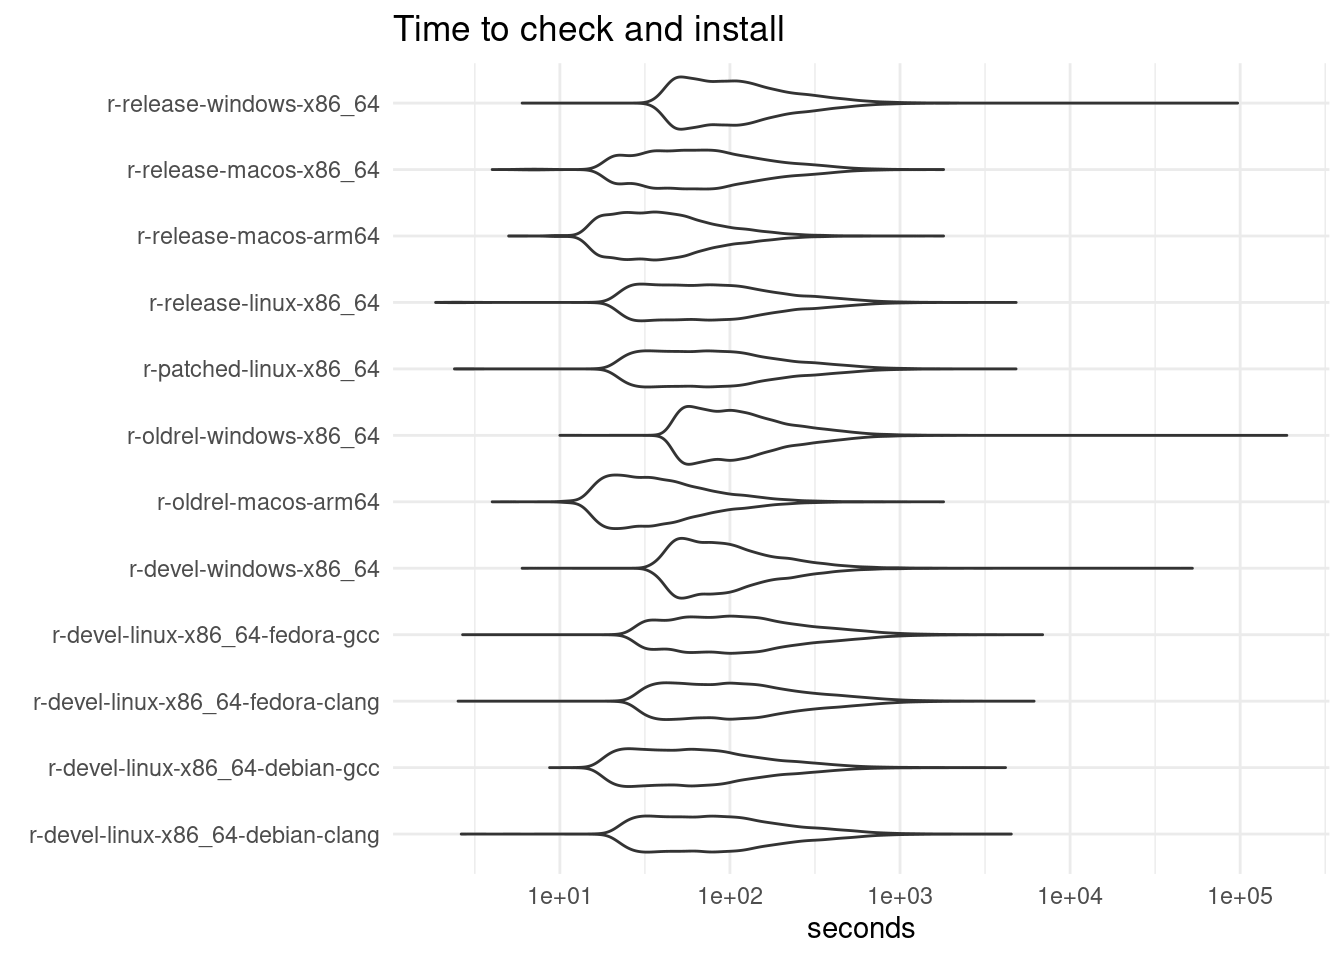 Time to check and install
r-release-windows-x86_64
r-release-macos-x86_64
r-release-macos-arm64
r-release-linux-x86_64
r-patched-linux-x86_64
r-oldrel-windows-x86_64
r-oldrel-macos-arm64
r-devel-windows-x86_64
r-devel-linux-x86_64-fedora-gcc
r-devel-linux-x86_64-fedora-clang
r-devel-linux-x86_64-debian-gcc
r-devel-linux-x86_64-debian-clang
1e+01 1e+02 1e+03 1e+04 1e+05
seconds